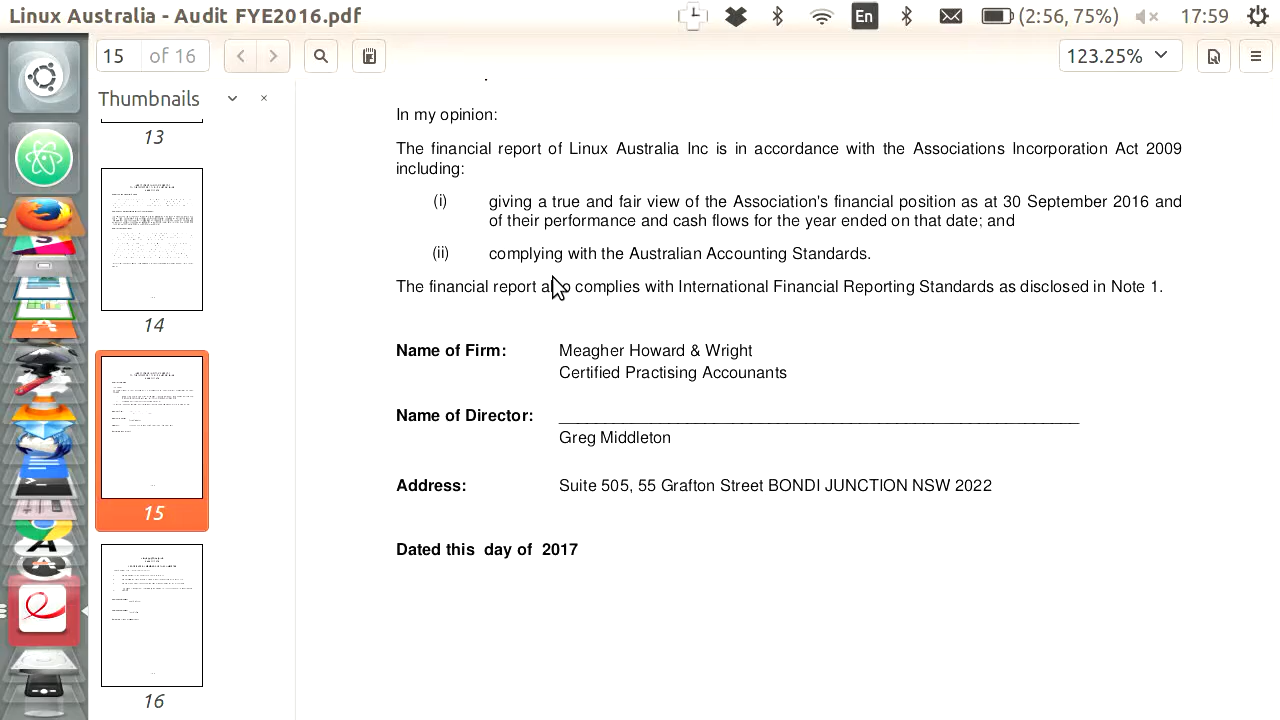 Linux Australia - Audit FYE2016.pdf
En
(2:56, 75%)
17:59
15 of 16
123.25%
Thumbnails
13
14
15
16
In my opinion:
The financial report of Linux Australia Inc is in accordance with the Associations Incorporation Act 2009
including:
(i) giving a true and fair view of the Association's financial position as at 30 September 2016 and
of their performance and cash flows for the year ended on that date; and
(ii) complying with the Australian Accounting Standards.
The financial report also complies with International Financial Reporting Standards as disclosed in Note 1.
Name of Firm: Meagher Howard & Wright
Certified Practising Accounants
Name of Director:
Greg Middleton
Address: Suite 505, 55 Grafton Street BONDI JUNCTION NSW 2022
Dated this day of 2017